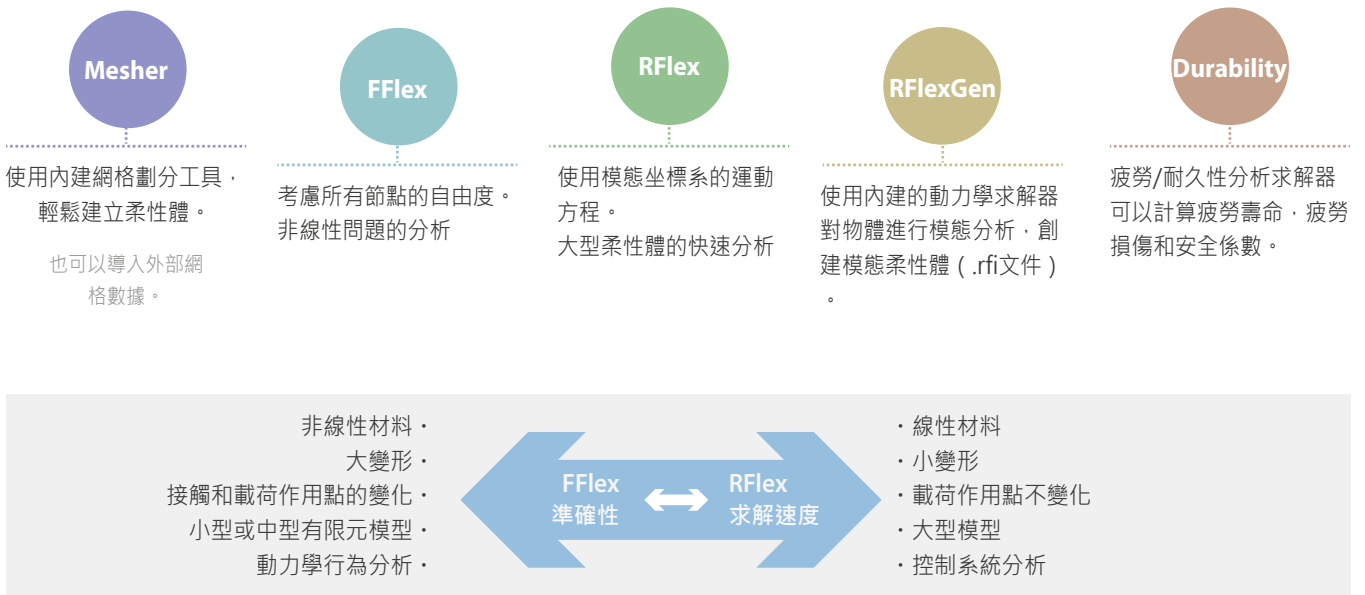 Mesher
使用內建網格劃分工具，
輕鬆建立柔性體。
也可以導入外部網
格數據。
FFlex
考慮所有節點的自由度。
非線性問題的分析
RFlex
使用模態坐標系的運動
方程。
大型柔性體的快速分析
RFlexGen
使用內建的動力學求解器
對物體進行模態分析，創
建模態柔性體（.rfi文件）
。
Durability
疲勞/耐久性分析求解器
可以計算疲勞壽命，疲勞
損傷和安全係數。
非線性材料・
大變形・
接觸和載荷作用點的變化・
小型或中型有限元模型・
動力學行為分析・
FFlex
準確性
RFlex
求解速度
・線性材料
・小變形
・載荷作用點不變化
・大型模型
・控制系統分析